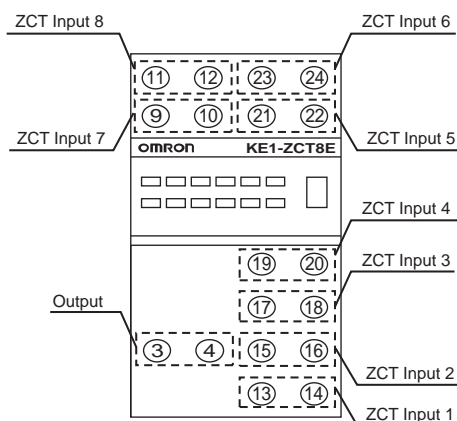 ZCT Input 8 ZCT Input 6
11 12 23 24
9 10 21 22
ZCT Input 7 ZCT Input 5
OMRON KE1-ZCT8E
ZCT Input 4
19 20
ZCT Input 3
17 18
Output
3 4 15 16
ZCT Input 2
13 14
ZCT Input 1